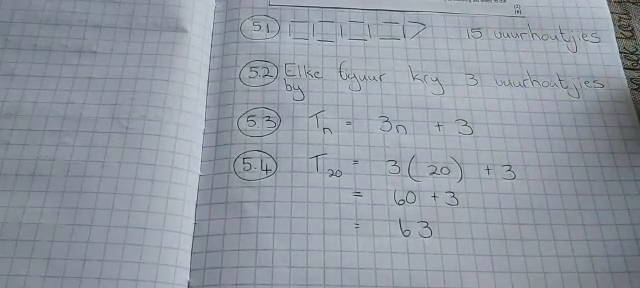 5.1 15 vuurhoutjies
5.2 Elke figuur kry 3 vuurhoutjies
by
5.3 Tn = 3n + 3
5.4 T20 = 3(20) + 3
= 60 + 3
= 63